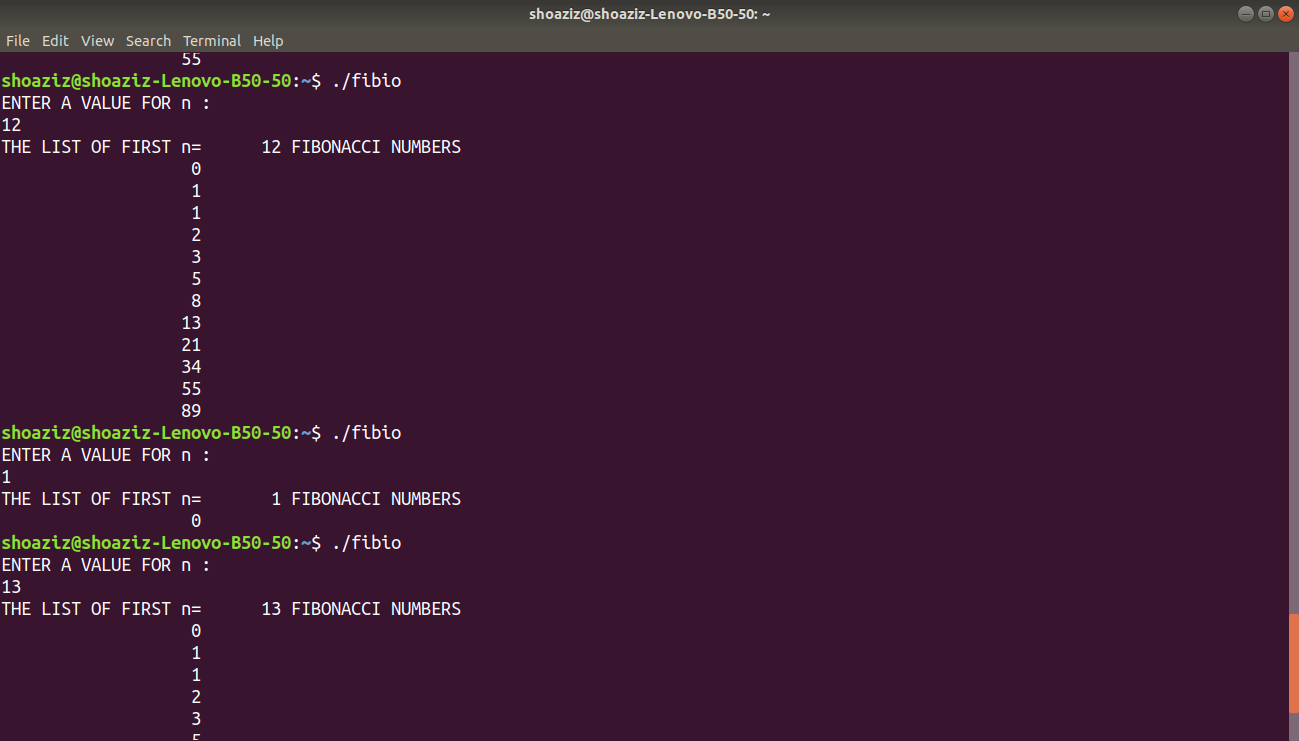 shoaziz@shoaziz-Lenovo-B50-50: ~
File Edit View Search Terminal Help
55
shoaziz@shoaziz-Lenovo-B50-50:~$ ./fibio
ENTER A VALUE FOR n :
12
THE LIST OF FIRST n=      12 FIBONACCI NUMBERS
0
1
1
2
3
5
8
13
21
34
55
89
shoaziz@shoaziz-Lenovo-B50-50:~$ ./fibio
ENTER A VALUE FOR n :
1
THE LIST OF FIRST n=       1 FIBONACCI NUMBERS
0
shoaziz@shoaziz-Lenovo-B50-50:~$ ./fibio
ENTER A VALUE FOR n :
13
THE LIST OF FIRST n=      13 FIBONACCI NUMBERS
0
1
1
2
3
5